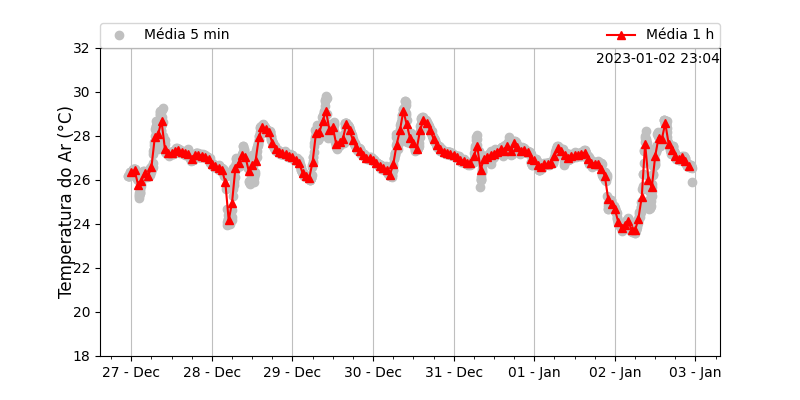 Média 5 min
Média 1 h
2023-01-02 23:04
Temperatura do Ar (°C)
32
30
28
26
24
22
20
18
27 - Dec
28 - Dec
29 - Dec
30 - Dec
31 - Dec
01 - Jan
02 - Jan
03 - Jan